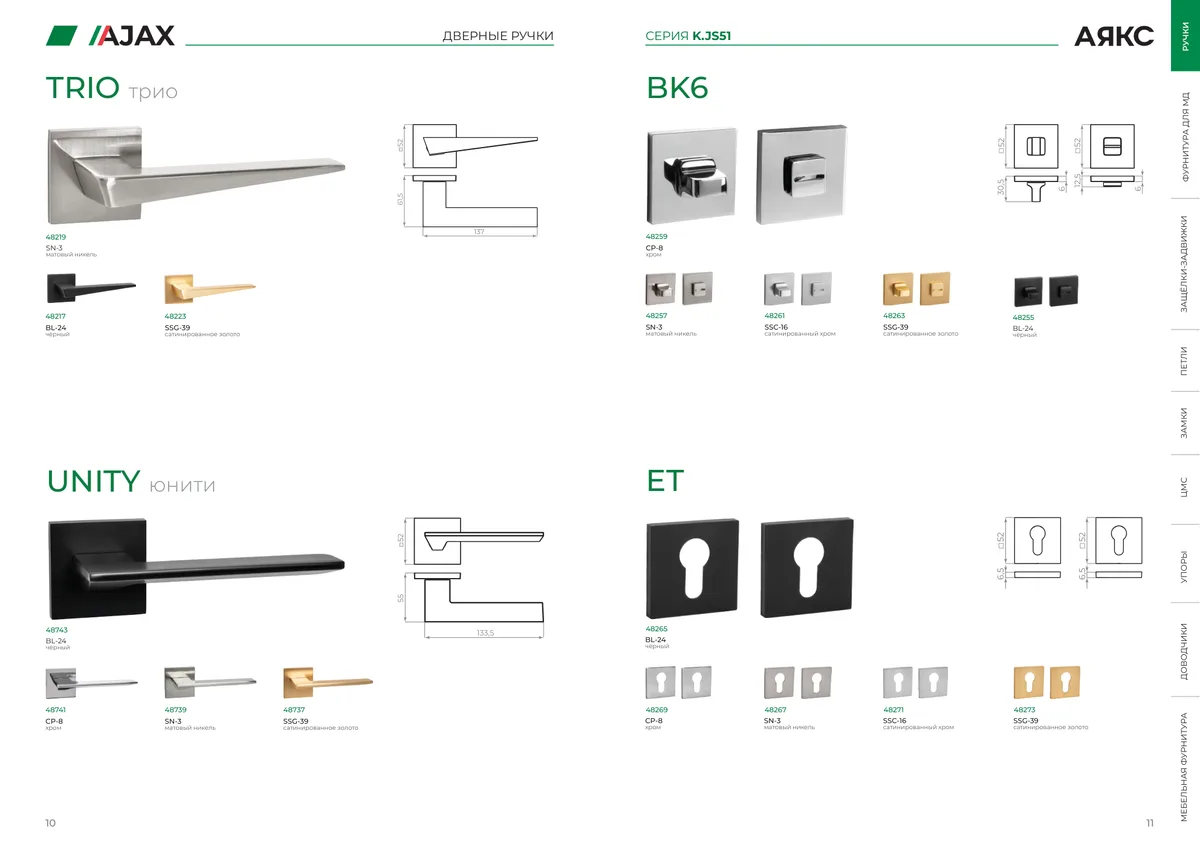 AJAX
ДВЕРНЫЕ РУЧКИ
TRIO трио
□52
61,5
137
48219
SN-3
матовый никель
48217
BL-24
чёрный
48223
SSG-39
сатинированное золото
UNITY юнити
□52
55
133,5
48743
BL-24
чёрный
48741
CP-8
хром
48739
SN-3
матовый никель
48737
SSG-39
сатинированное золото
10
СЕРИЯ K.JS51
АЯКС
BK6
□52
□52
30,5
6
12,5
6
48259
CP-8
хром
48257
SN-3
матовый никель
48261
SSC-16
сатинированный хром
48263
SSG-39
сатинированное золото
48255
BL-24
чёрный
ET
□52
□52
6,5
6,5
48265
BL-24
чёрный
48269
CP-8
хром
48267
SN-3
матовый никель
48271
SSC-16
сатинированный хром
48273
SSG-39
сатинированное золото
11
РУЧКИ
ФУРНИТУРА ДЛЯ МД
ЗАЩЁЛКИ-ЗАДВИЖКИ
ПЕТЛИ
ЗАМКИ
ЦМС
УПОРЫ
ДОВОДЧИКИ
МЕБЕЛЬНАЯ ФУРНИТУРА